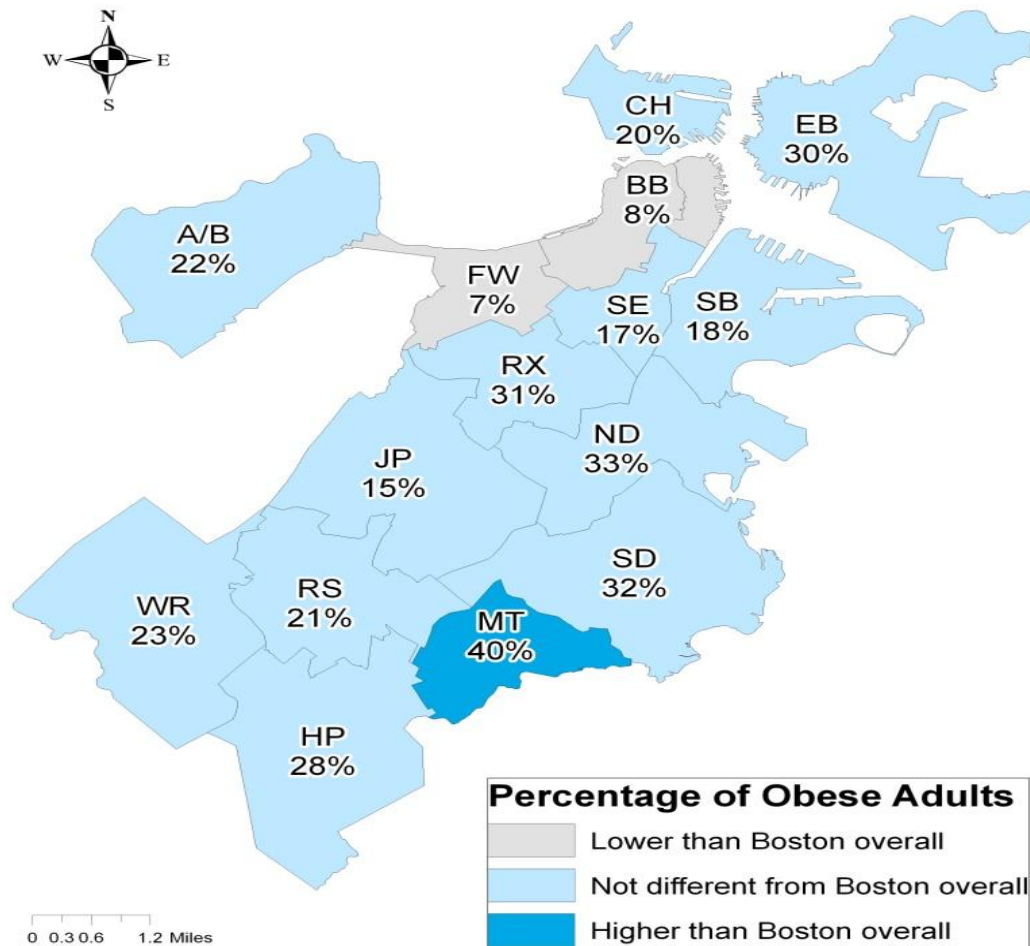 N
W E
S
CH
20%
EB
30%
BB
8%
A/B
22%
FW
7%
SE
17%
SB
18%
RX
31%
ND
33%
JP
15%
SD
32%
RS
21%
WR
23%
MT
40%
HP
28%
Percentage of Obese Adults
Lower than Boston overall
Not different from Boston overall
Higher than Boston overall
0 0.3 0.6 1.2 Miles